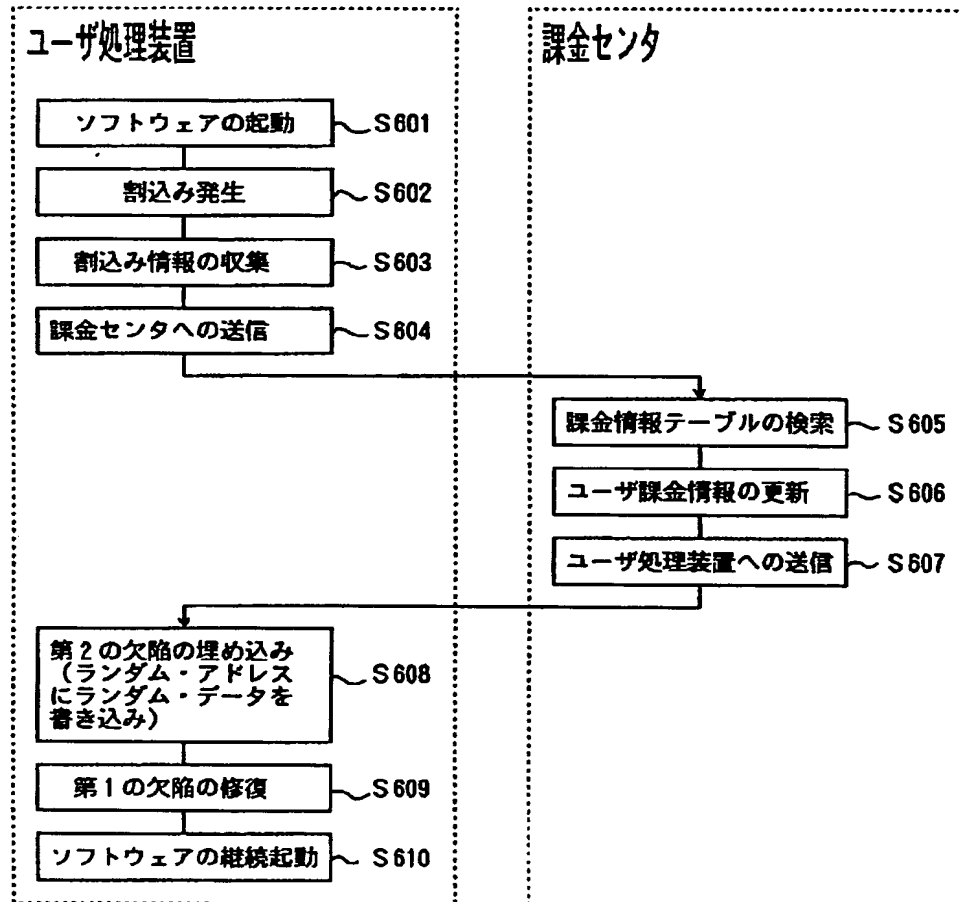 ユーザ処理装置
課金センタ
ソフトウェアの起動
S601
割込み発生
S602
割込み情報の収集
S603
課金センタへの送信
S604
課金情報テーブルの検索
S605
ユーザ課金情報の更新
S606
ユーザ処理装置への送信
S607
第2の欠陥の埋め込み
（ランダム・アドレス
にランダム・データを
書き込み）
S608
第1の欠陥の修復
S609
ソフトウェアの継続起動
S610